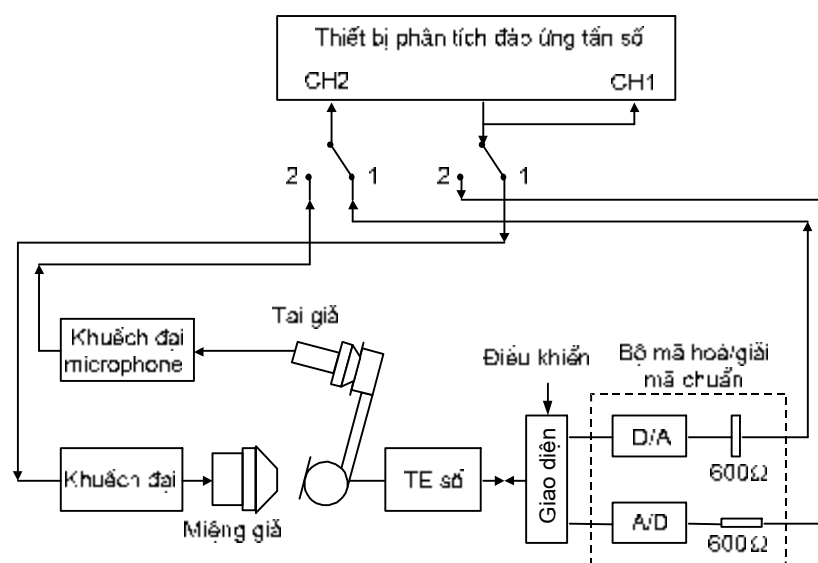 Thiết bị phân tích đáp ứng tần số
CH2
CH1
2
1
2
1
Tai giả
Khuếch đại
microphone
Điều khiển
Bộ mã hoá/giải
mã chuẩn
Khuếch đại
Miệng giả
TE số
Giao diện
D/A
600Ω
A/D
600Ω